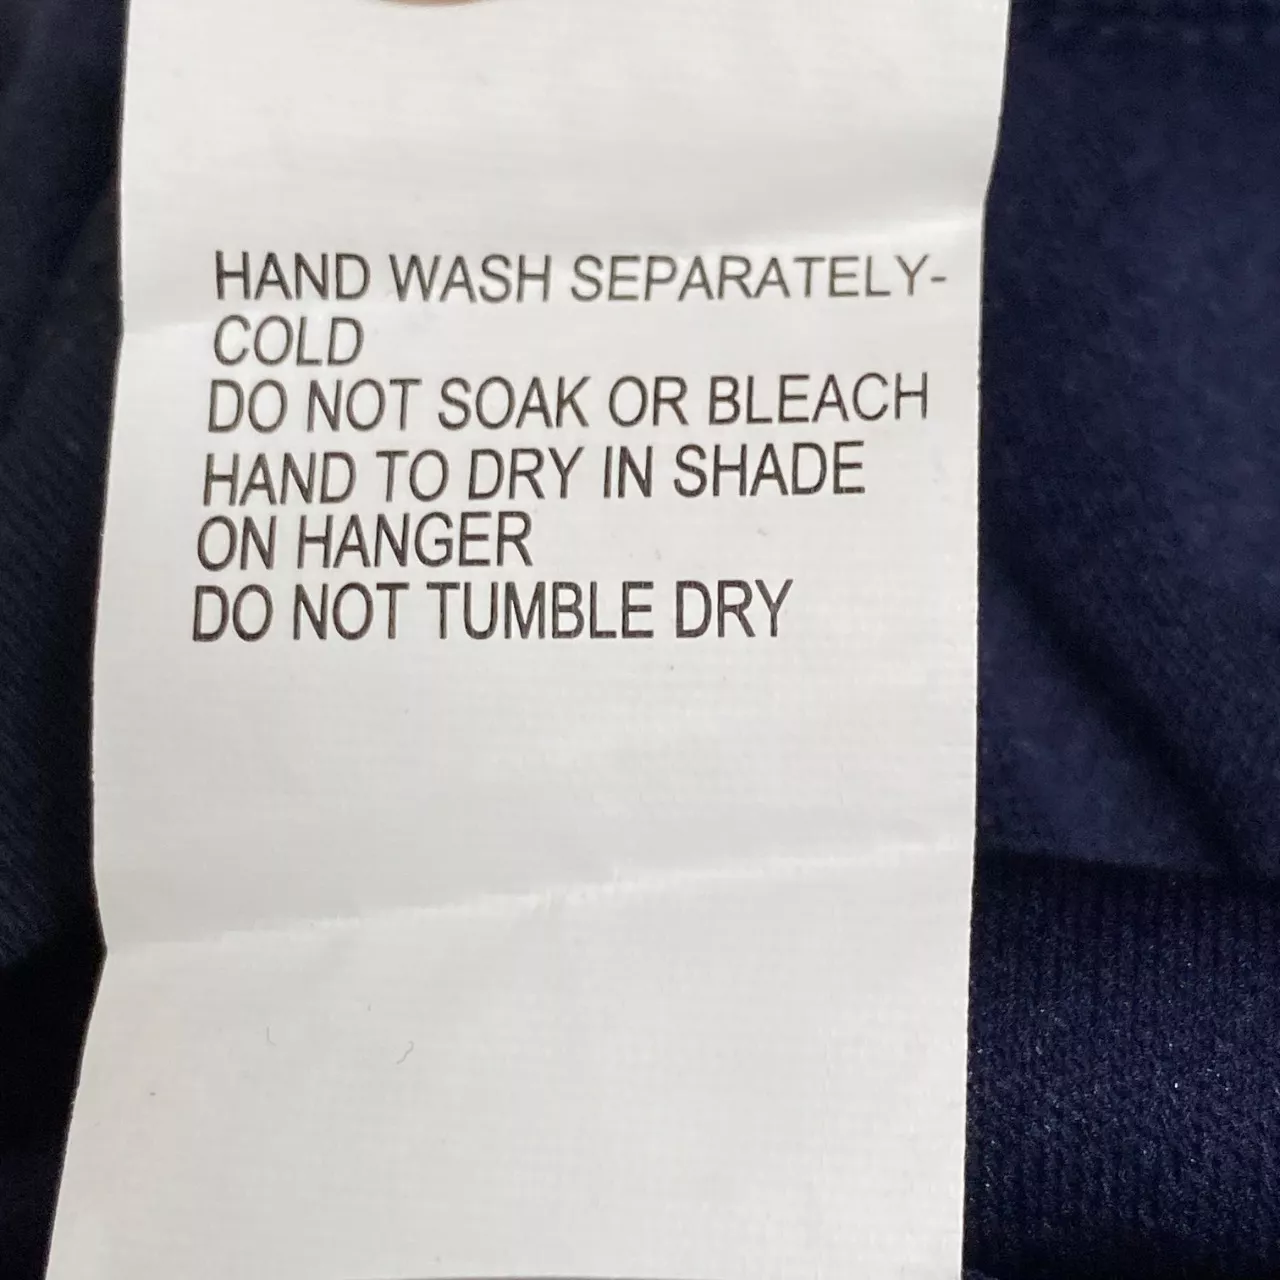 HAND WASH SEPARATELY-
COLD
DO NOT SOAK OR BLEACH
HAND TO DRY IN SHADE
ON HANGER
DO NOT TUMBLE DRY